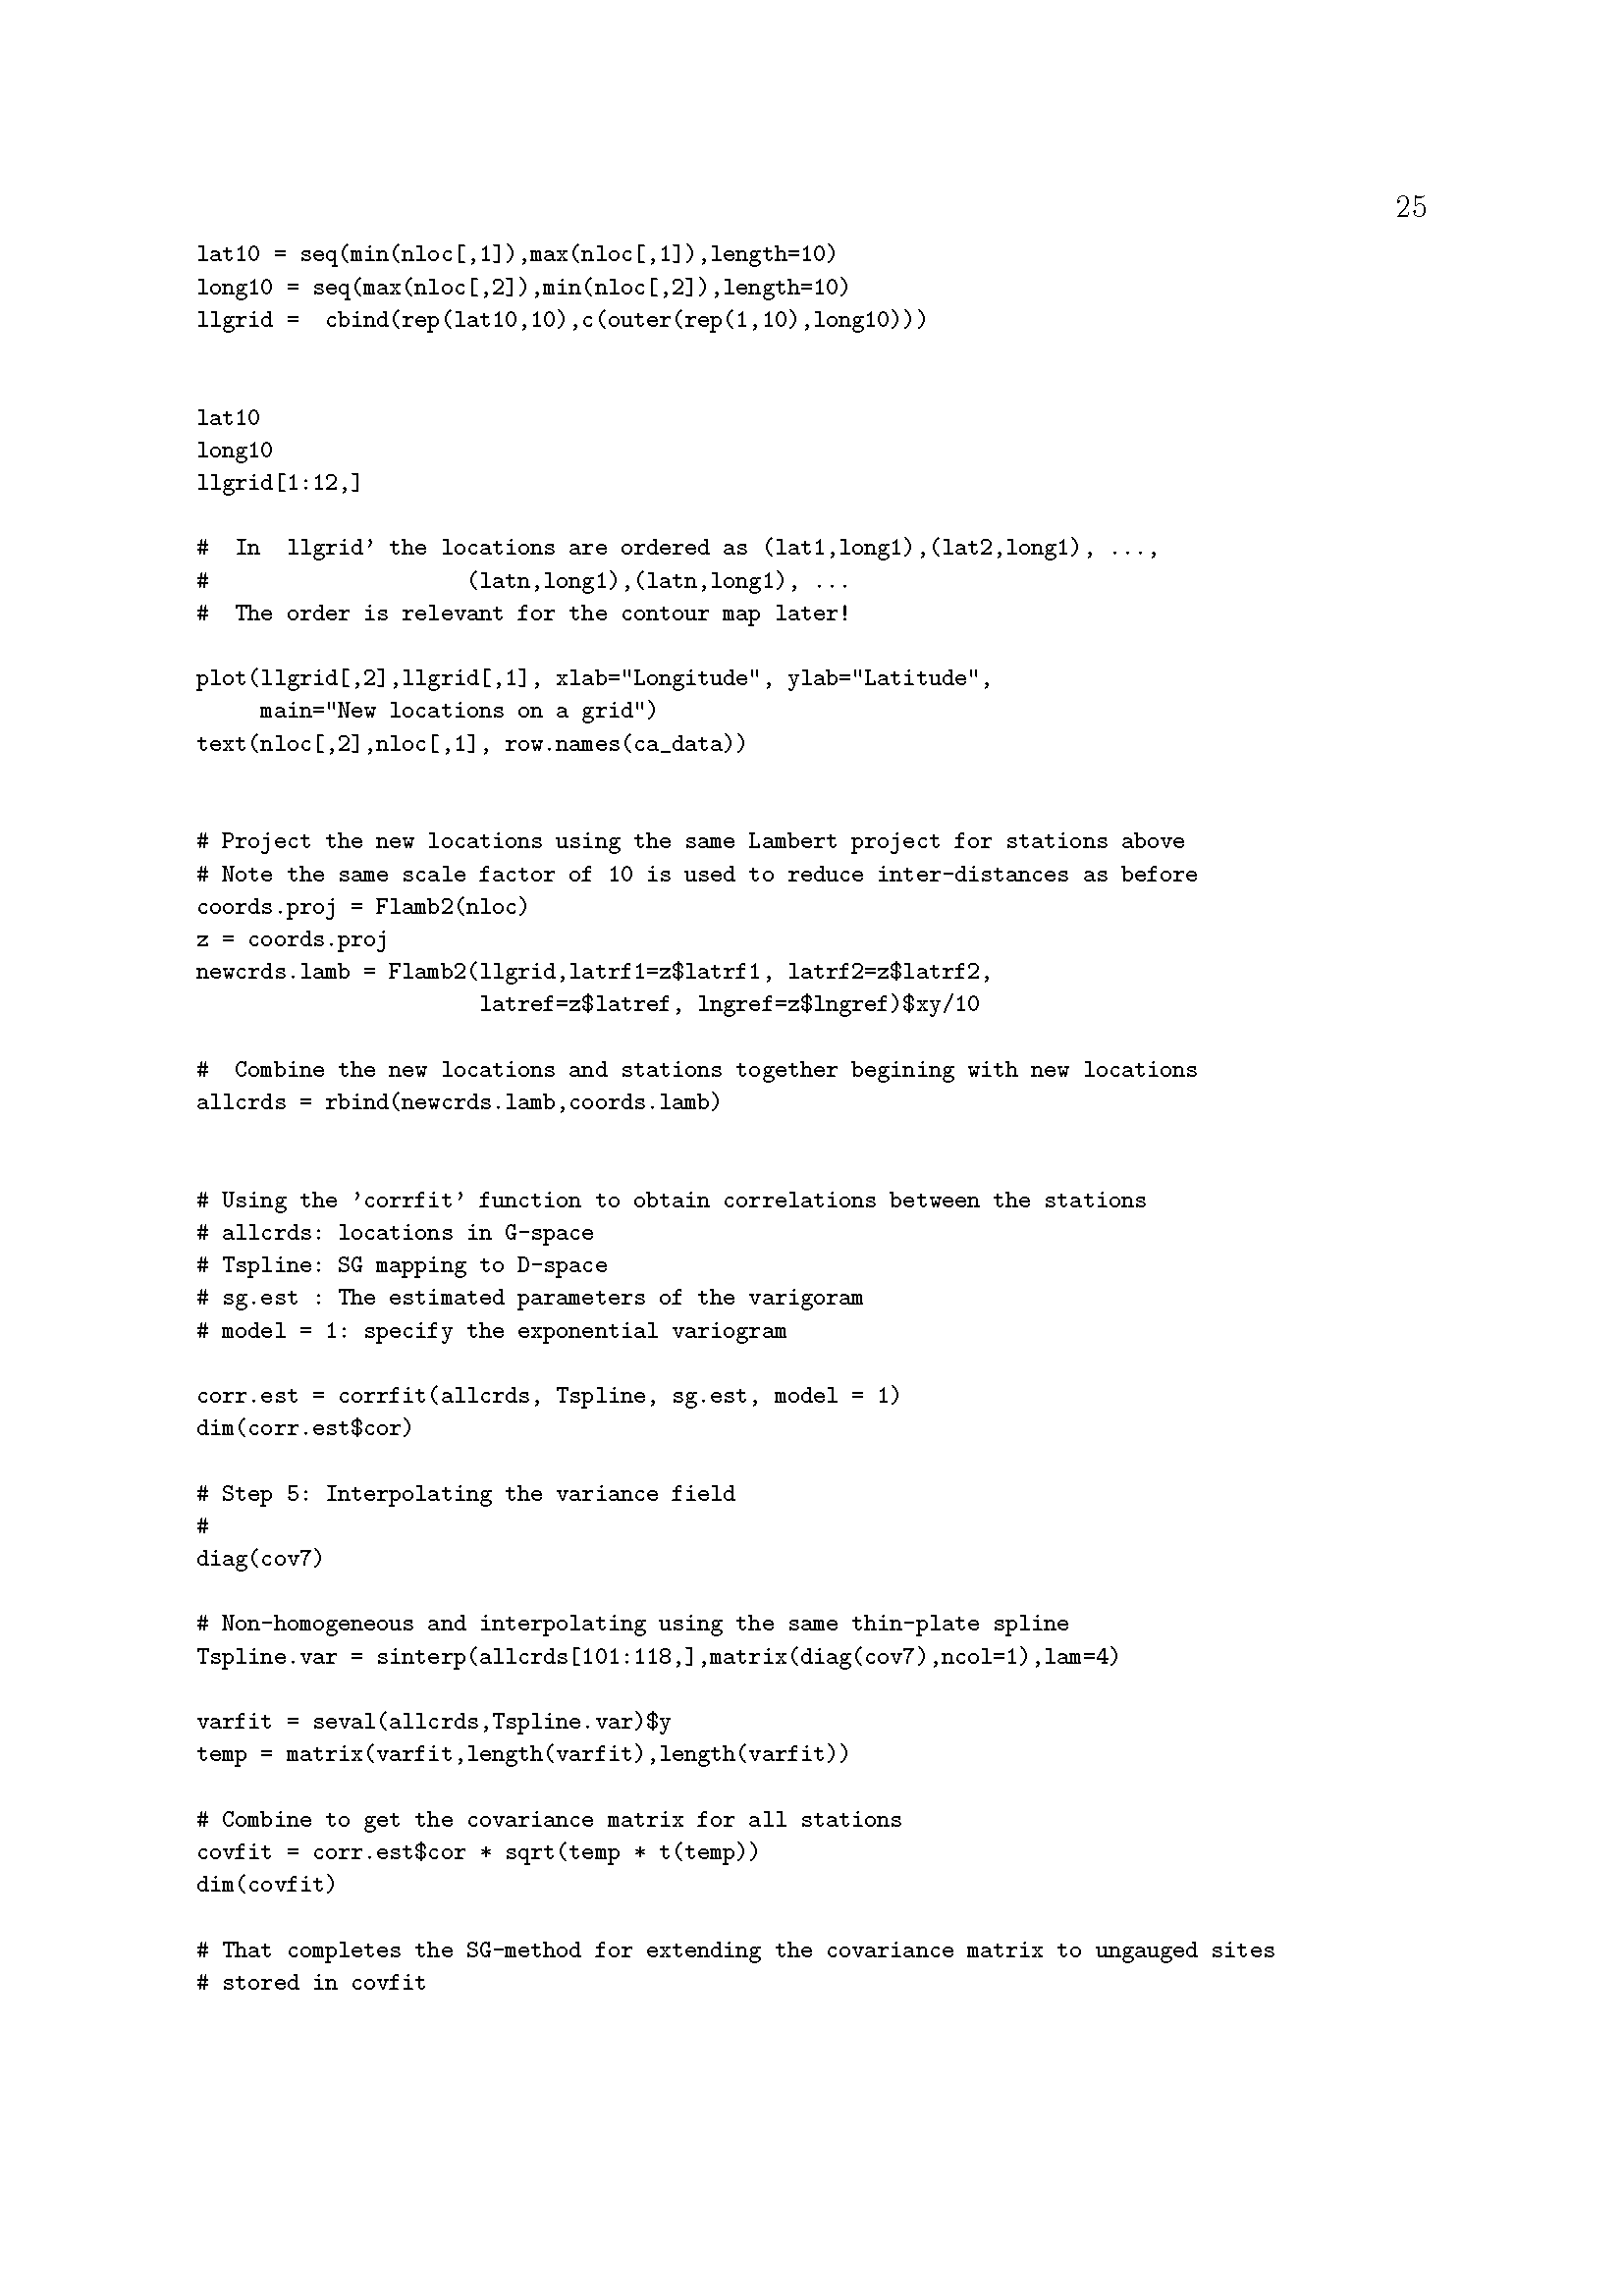 25
lat10 = seq(min(nloc[,1]),max(nloc[,1]),length=10)
long10 = seq(max(nloc[,2]),min(nloc[,2]),length=10)
llgrid =  cbind(rep(lat10,10),c(outer(rep(1,10),long10)))
lat10
long10
llgrid[1:12,]
#  In  llgrid’ the locations are ordered as (lat1,long1),(lat2,long1), ...,
#                    (latn,long1),(latn,long1), ...
#  The order is relevant for the contour map later!
plot(llgrid[,2],llgrid[,1], xlab="Longitude", ylab="Latitude",
     main="New locations on a grid")
text(nloc[,2],nloc[,1], row.names(ca_data))
# Project the new locations using the same Lambert project for stations above
# Note the same scale factor of 10 is used to reduce inter-distances as before
coords.proj = Flamb2(nloc)
z = coords.proj
newcrds.lamb = Flamb2(llgrid,latrf1=z$latrf1, latrf2=z$latrf2,
                      latref=z$latref, lngref=z$lngref)$xy/10
#  Combine the new locations and stations together begining with new locations
allcrds = rbind(newcrds.lamb,coords.lamb)
# Using the ’corrfit’ function to obtain correlations between the stations
# allcrds: locations in G-space
# Tspline: SG mapping to D-space
# sg.est : The estimated parameters of the varigoram
# model = 1: specify the exponential variogram
corr.est = corrfit(allcrds, Tspline, sg.est, model = 1)
dim(corr.est$cor)
# Step 5: Interpolating the variance field
#
diag(cov7)
# Non-homogeneous and interpolating using the same thin-plate spline
Tspline.var = sinterp(allcrds[101:118,],matrix(diag(cov7),ncol=1),lam=4)
varfit = seval(allcrds,Tspline.var)$y
temp = matrix(varfit,length(varfit),length(varfit))
# Combine to get the covariance matrix for all stations
covfit = corr.est$cor * sqrt(temp * t(temp))
dim(covfit)
# That completes the SG-method for extending the covariance matrix to ungauged sites
# stored in covfit